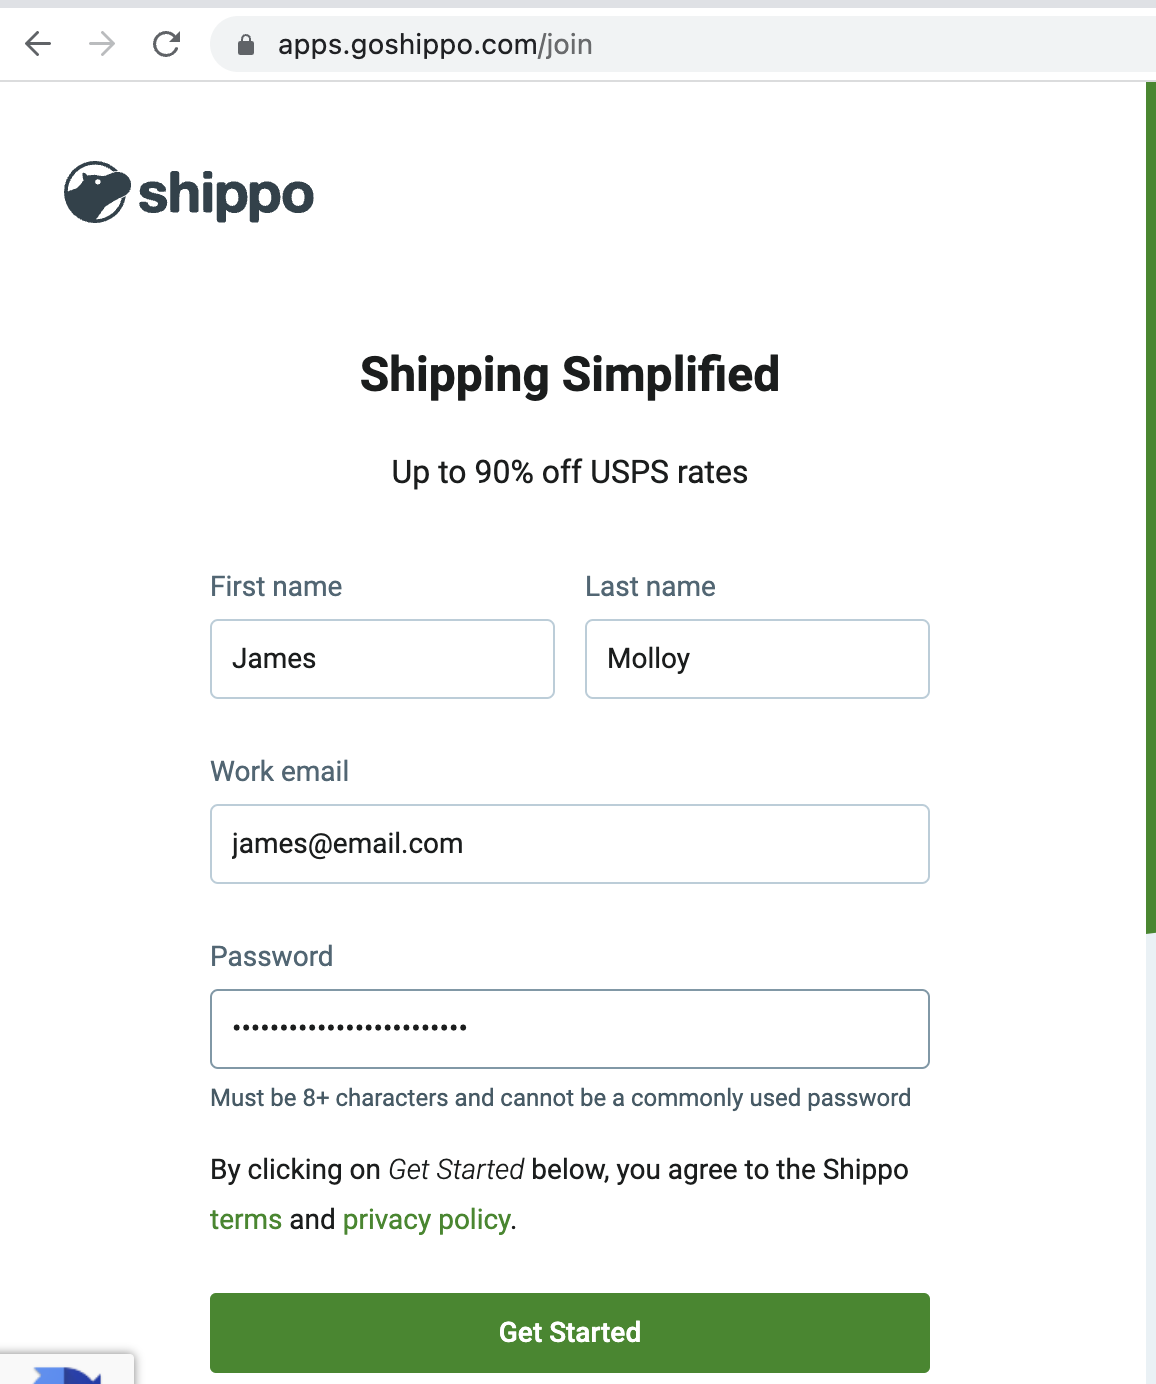 apps.goshippo.com/join
shippo
Shipping Simplified
Up to 90% off USPS rates
First name
Last name
James
Molloy
Work email
james@email.com
Password
•••••••••••••••••••••••••
Must be 8+ characters and cannot be a commonly used password
By clicking on Get Started below, you agree to the Shippo
terms and privacy policy.
Get Started